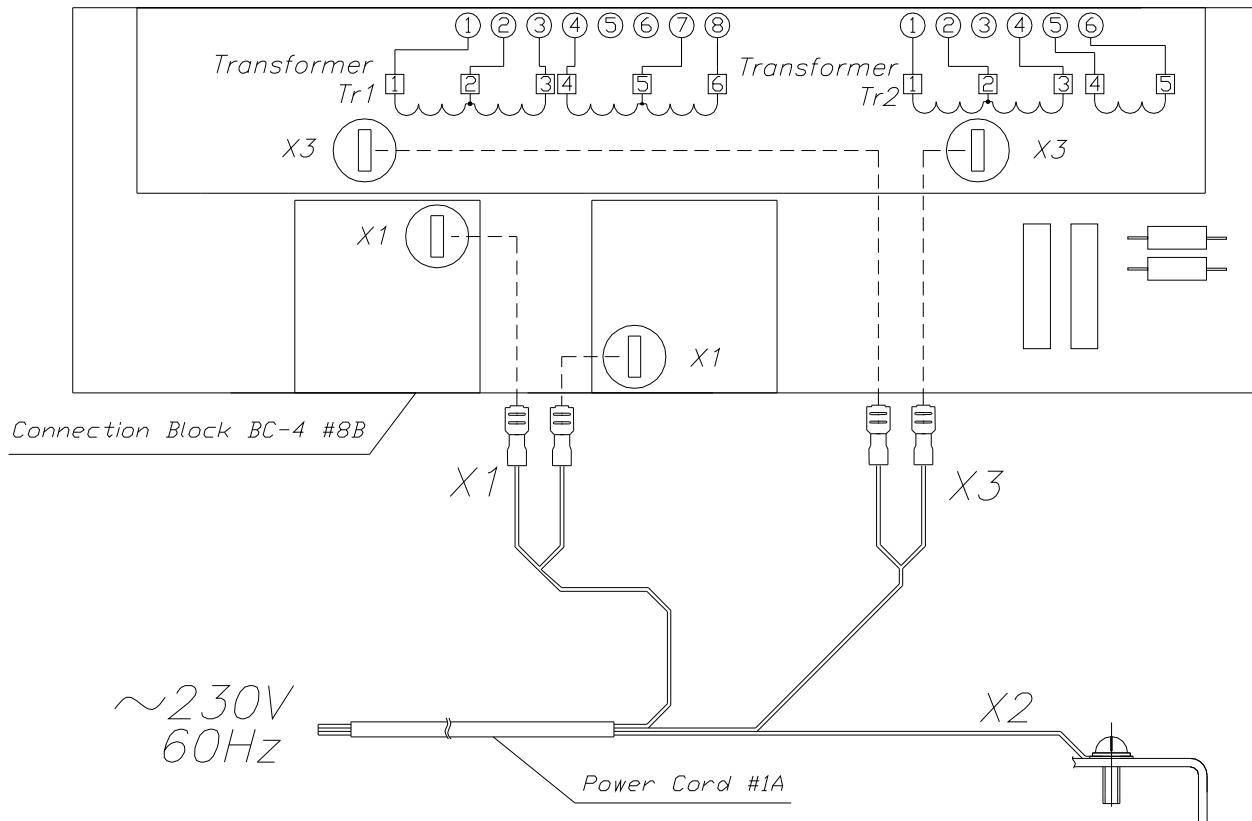 ① ② ③ ④ ⑤ ⑥ ⑦ ⑧ ① ② ③ ④ ⑤ ⑥
Transformer
Tr1
1 2 3 4 5 6
Transformer
Tr2
1 2 3 4 5
X3
X3
X1
X1
Connection Block BC-4 #8B
X1
X3
~230V
60Hz
X2
Power Cord #1A